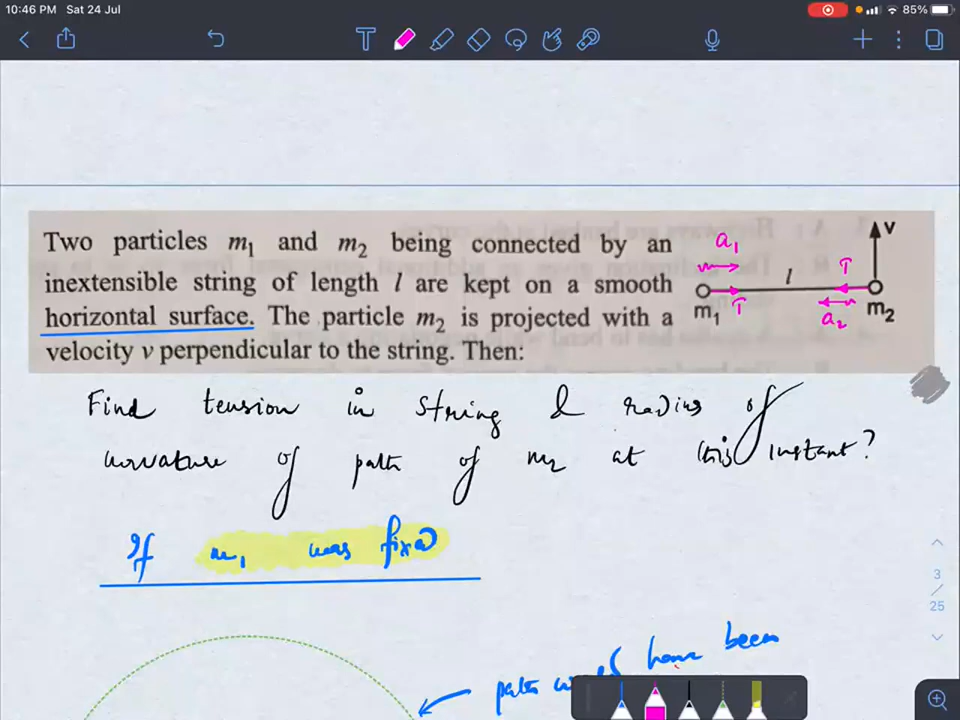 10:46 PM Sat 24 Jul
85%
Two particles m₁ and m₂ being connected by an
inextensible string of length l are kept on a smooth
horizontal surface. The particle m₂ is projected with a
velocity v perpendicular to the string. Then:
a₁
v
T
l
m₁
T
a₂
m₂
Find tension in string & radius of
curvature of path of m₂ at this instant?
If m₁ was fixed
path have been
3
/
25